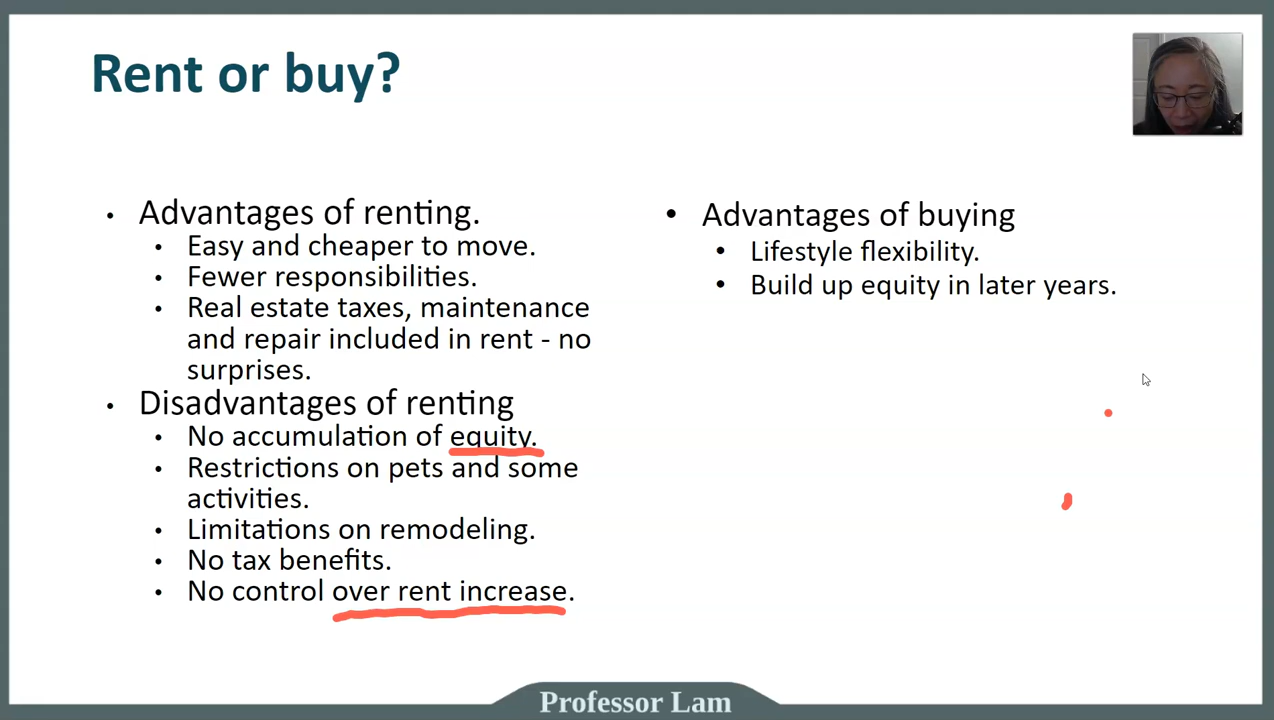 Rent or buy?
• Advantages of renting.
• Easy and cheaper to move.
• Fewer responsibilities.
• Real estate taxes, maintenance
and repair included in rent - no
surprises.
• Disadvantages of renting
• No accumulation of equity.
• Restrictions on pets and some
activities.
• Limitations on remodeling.
• No tax benefits.
• No control over rent increase.
• Advantages of buying
• Lifestyle flexibility.
• Build up equity in later years.
Professor Lam